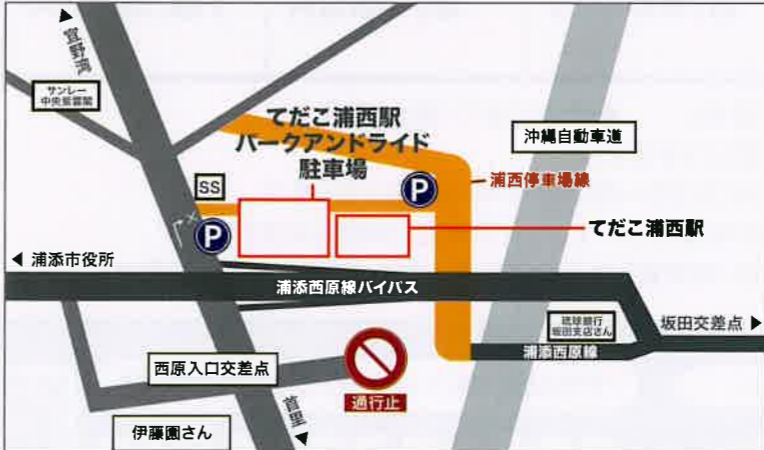 宜野湾
サンレー
中央紫雲閣
てだこ浦西駅
パークアンドライド
駐車場
沖縄自動車道
SS
P
浦西停車場線
P
てだこ浦西駅
浦添市役所
浦添西原線バイパス
琉球銀行
坂田支店さん
坂田交差点
浦添西原線
西原入口交差点
通行止
首里
伊藤園さん